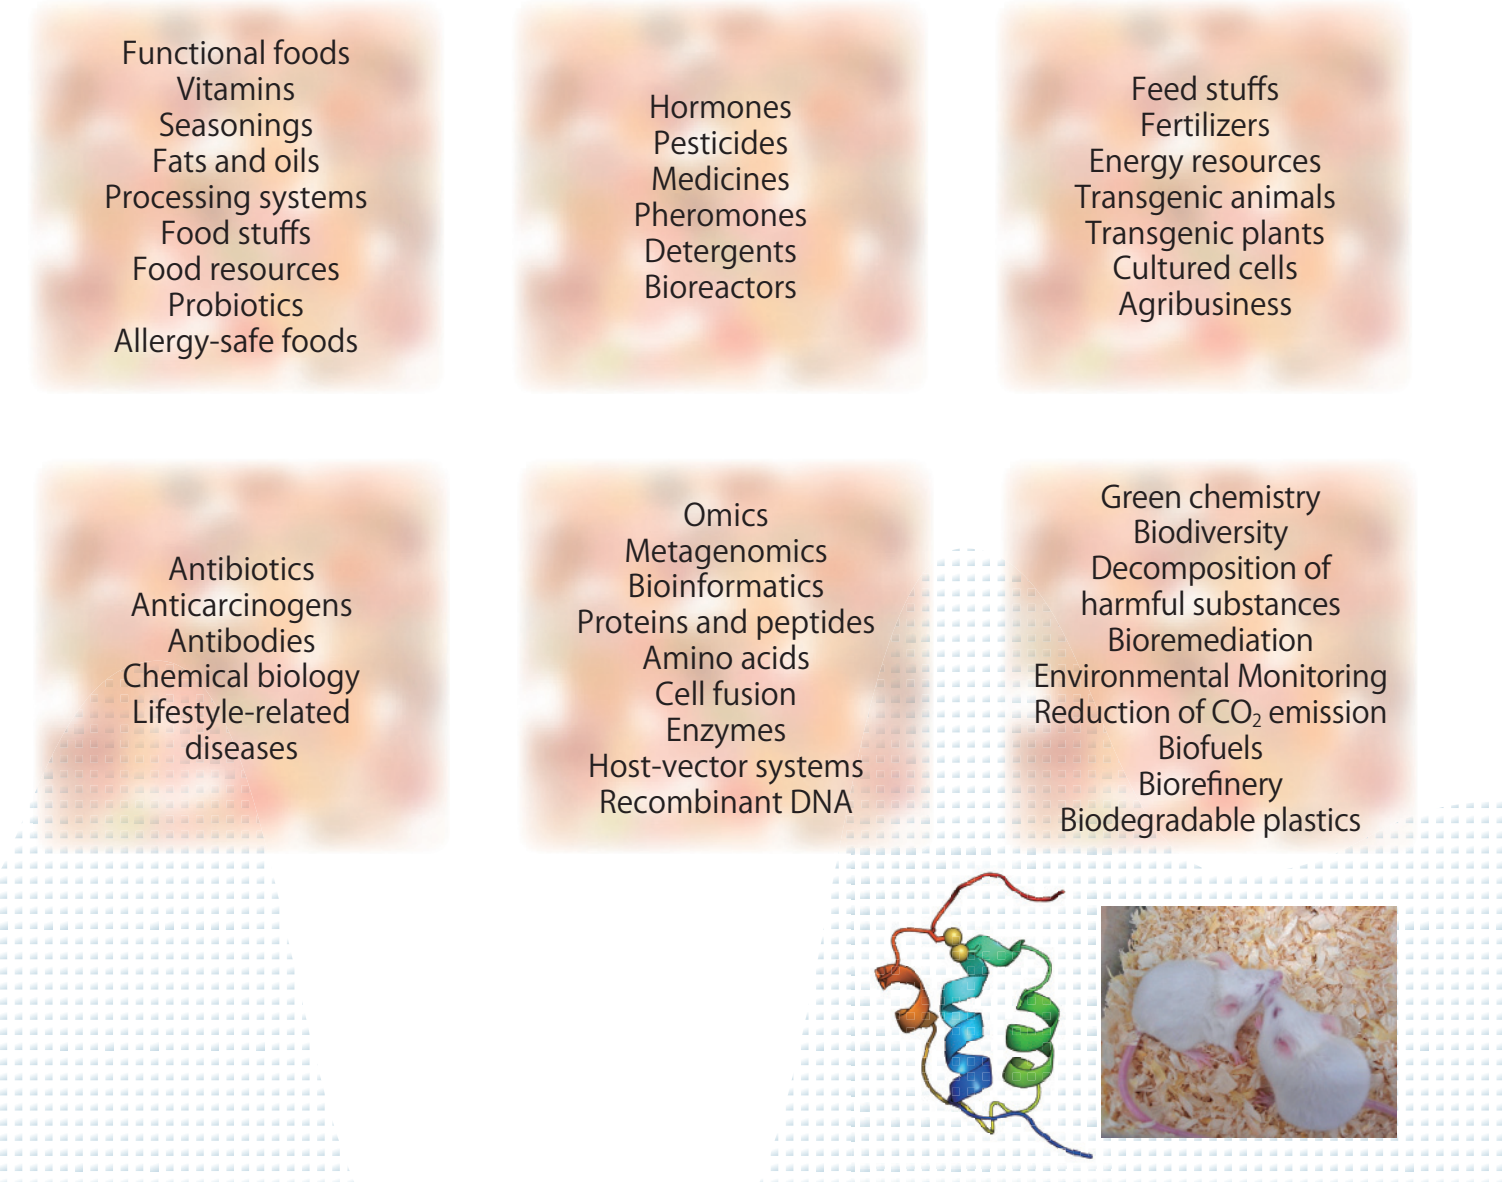 Functional foods
Vitamins
Seasonings
Fats and oils
Processing systems
Food stuffs
Food resources
Probiotics
Allergy-safe foods
Hormones
Pesticides
Medicines
Pheromones
Detergents
Bioreactors
Feed stuffs
Fertilizers
Energy resources
Transgenic animals
Transgenic plants
Cultured cells
Agribusiness
Antibiotics
Anticarcinogens
Antibodies
Chemical biology
Lifestyle-related
diseases
Omics
Metagenomics
Bioinformatics
Proteins and peptides
Amino acids
Cell fusion
Enzymes
Host-vector systems
Recombinant DNA
Green chemistry
Biodiversity
Decomposition of
harmful substances
Bioremediation
Environmental Monitoring
Reduction of CO₂ emission
Biofuels
Biorefinery
Biodegradable plastics